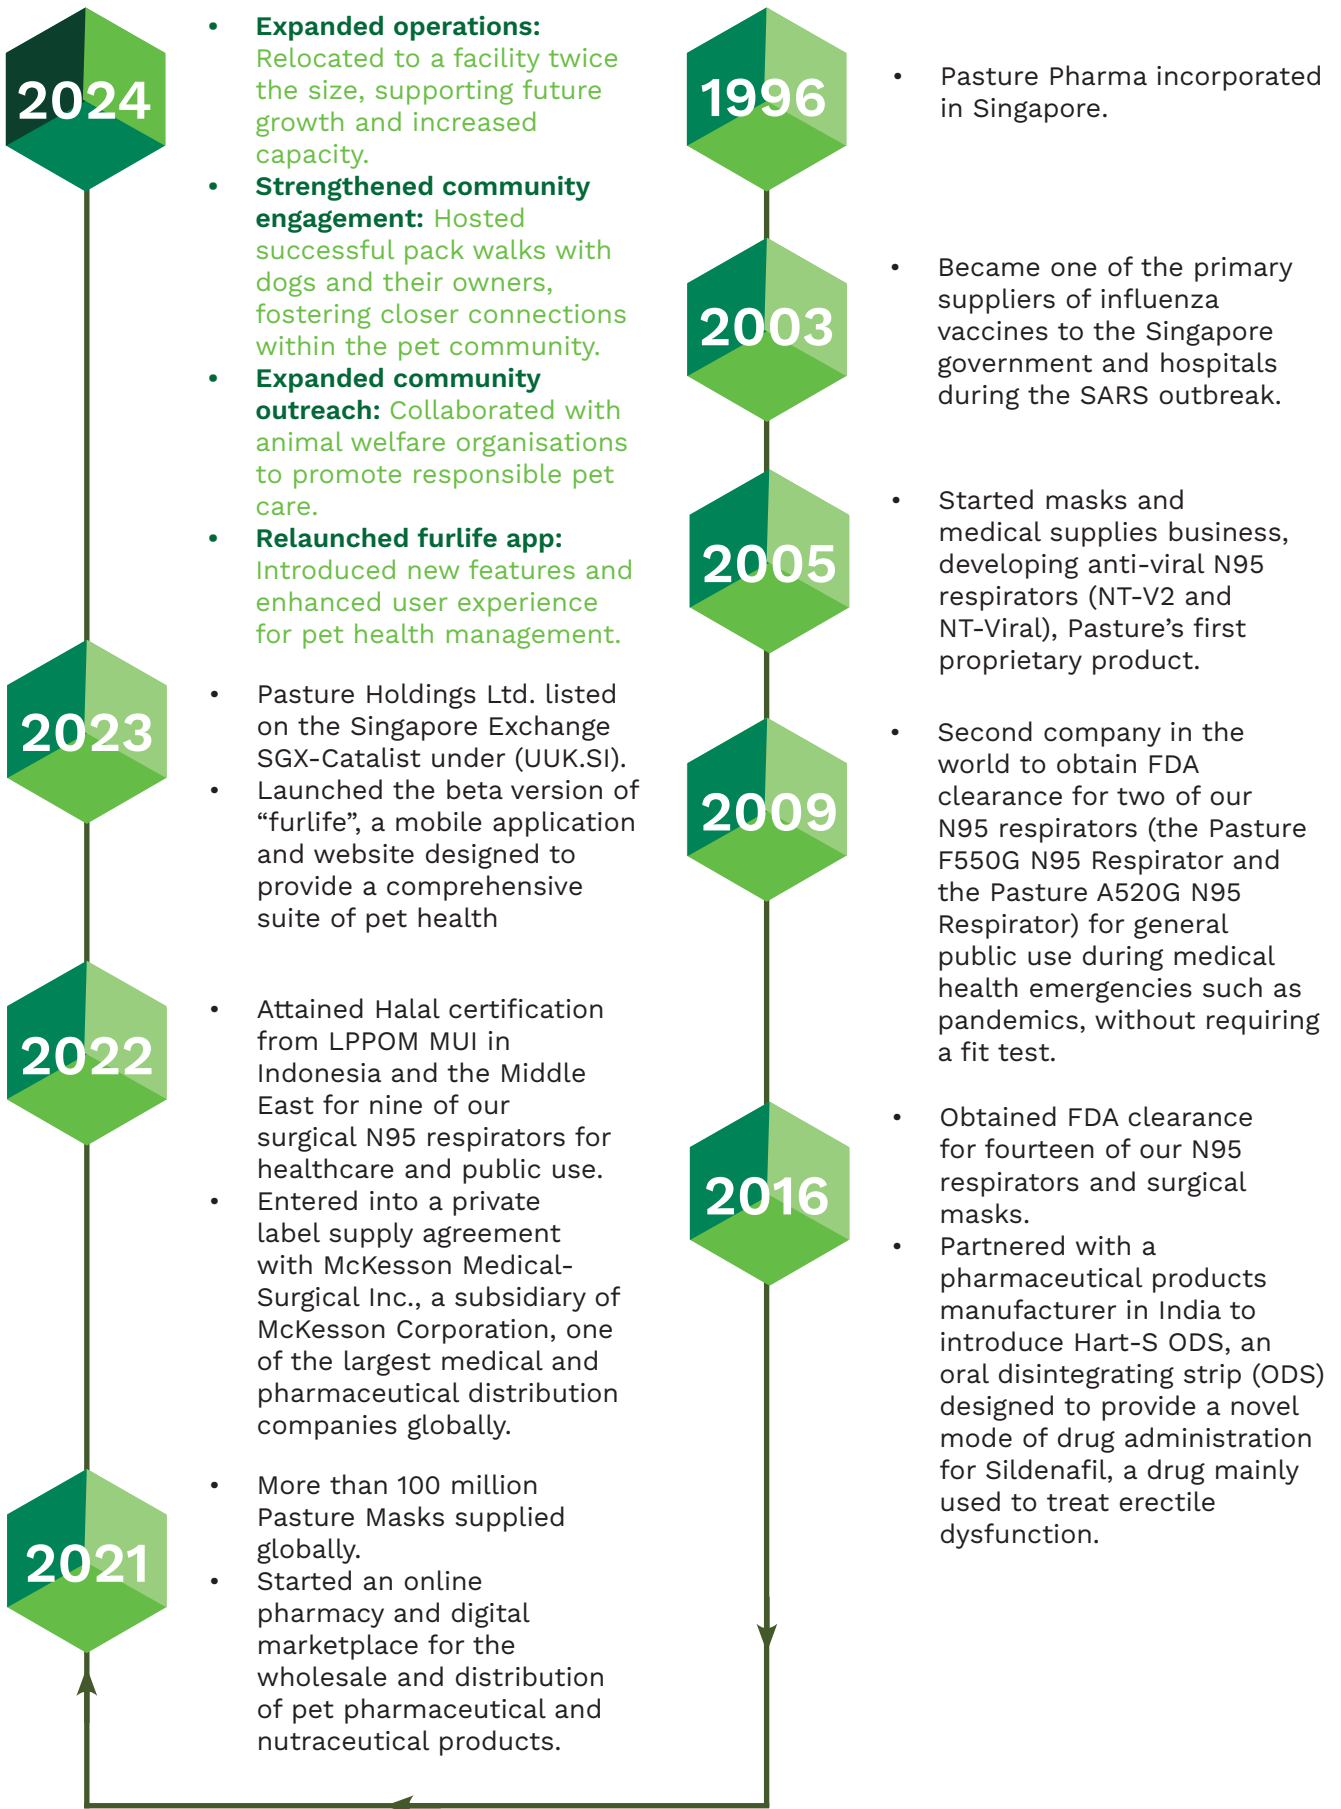 2024
• Expanded operations:
Relocated to a facility twice
the size, supporting future
growth and increased
capacity.
• Strengthened community
engagement: Hosted
successful pack walks with
dogs and their owners,
fostering closer connections
within the pet community.
• Expanded community
outreach: Collaborated with
animal welfare organisations
to promote responsible pet
care.
• Relaunched furlife app:
Introduced new features and
enhanced user experience
for pet health management.
2023
• Pasture Holdings Ltd. listed
on the Singapore Exchange
SGX-Catalist under (UUK.SI).
• Launched the beta version of
“furlife”, a mobile application
and website designed to
provide a comprehensive
suite of pet health
2022
• Attained Halal certification
from LPPOM MUI in
Indonesia and the Middle
East for nine of our
surgical N95 respirators for
healthcare and public use.
• Entered into a private
label supply agreement
with McKesson Medical-
Surgical Inc., a subsidiary of
McKesson Corporation, one
of the largest medical and
pharmaceutical distribution
companies globally.
2021
• More than 100 million
Pasture Masks supplied
globally.
• Started an online
pharmacy and digital
marketplace for the
wholesale and distribution
of pet pharmaceutical and
nutraceutical products.
1996
• Pasture Pharma incorporated
in Singapore.
2003
• Became one of the primary
suppliers of influenza
vaccines to the Singapore
government and hospitals
during the SARS outbreak.
2005
• Started masks and
medical supplies business,
developing anti-viral N95
respirators (NT-V2 and
NT-Viral), Pasture’s first
proprietary product.
2009
• Second company in the
world to obtain FDA
clearance for two of our
N95 respirators (the Pasture
F550G N95 Respirator and
the Pasture A520G N95
Respirator) for general
public use during medical
health emergencies such as
pandemics, without requiring
a fit test.
2016
• Obtained FDA clearance
for fourteen of our N95
respirators and surgical
masks.
• Partnered with a
pharmaceutical products
manufacturer in India to
introduce Hart-S ODS, an
oral disintegrating strip (ODS)
designed to provide a novel
mode of drug administration
for Sildenafil, a drug mainly
used to treat erectile
dysfunction.